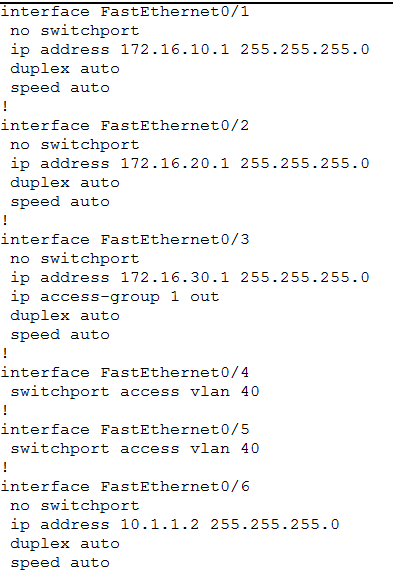 interface FastEthernet0/1
 no switchport
 ip address 172.16.10.1 255.255.255.0
 duplex auto
 speed auto
!
interface FastEthernet0/2
 no switchport
 ip address 172.16.20.1 255.255.255.0
 duplex auto
 speed auto
!
interface FastEthernet0/3
 no switchport
 ip address 172.16.30.1 255.255.255.0
 ip access-group 1 out
 duplex auto
 speed auto
!
interface FastEthernet0/4
 switchport access vlan 40
!
interface FastEthernet0/5
 switchport access vlan 40
!
interface FastEthernet0/6
 no switchport
 ip address 10.1.1.2 255.255.255.0
 duplex auto
 speed auto